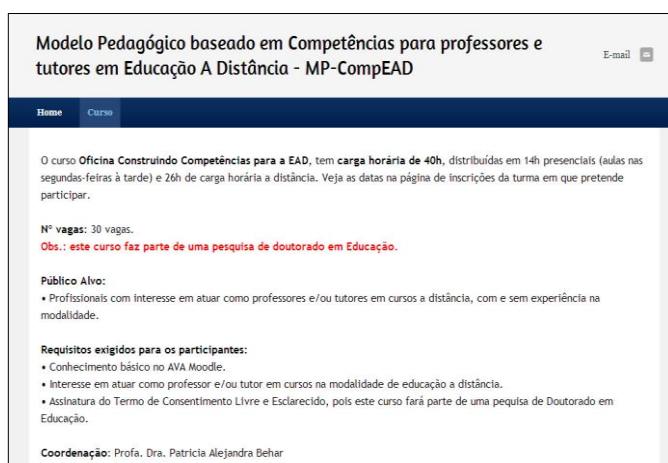 Modelo Pedagógico baseado em Competências para professores e
tutores em Educação A Distância - MP-CompEAD
E-mail
Home Curso
O curso Oficina Construindo Competências para a EAD, tem carga horária de 40h, distribuídas em 14h presenciais (aulas nas
segundas-feiras à tarde) e 26h de carga horária a distância. Veja as datas na página de inscrições da turma em que pretende
participar.
N° vagas: 30 vagas.
Obs.: este curso faz parte de uma pesquisa de doutorado em Educação.
Público Alvo:
• Profissionais com interesse em atuar como professores e/ou tutores em cursos a distância, com e sem experiência na
modalidade.
Requisitos exigidos para os participantes:
• Conhecimento básico no AVA Moodle.
• Interesse em atuar como professor e/ou tutor em cursos na modalidade de educação a distância.
• Assinatura do Termo de Consentimento Livre e Esclarecido, pois este curso fará parte de uma pequisa de Doutorado em
Educação.
Coordenação: Profa. Dra. Patricia Alejandra Behar